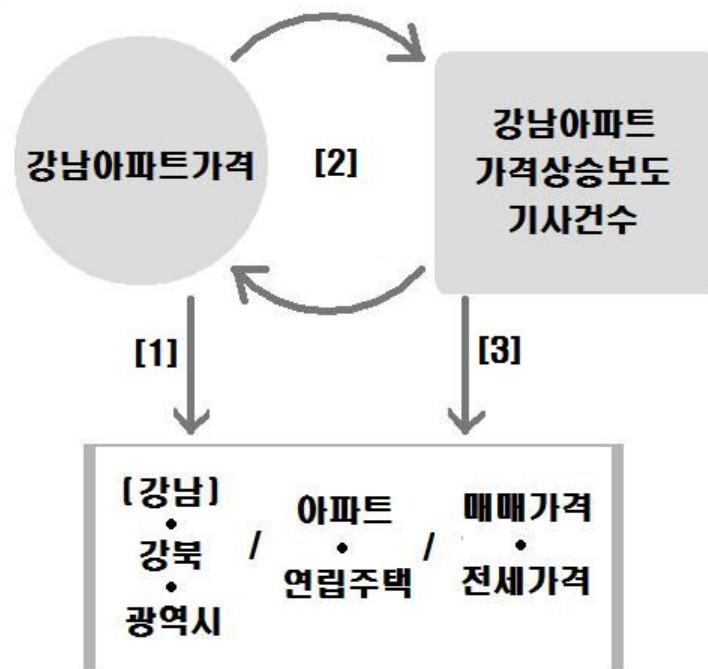 강남아파트가격
[2]
강남아파트
가격상승보도
기사건수
[1]
[3]
(강남)
•
강북
•
광역시
/
아파트
•
연립주택
/
매매가격
•
전세가격